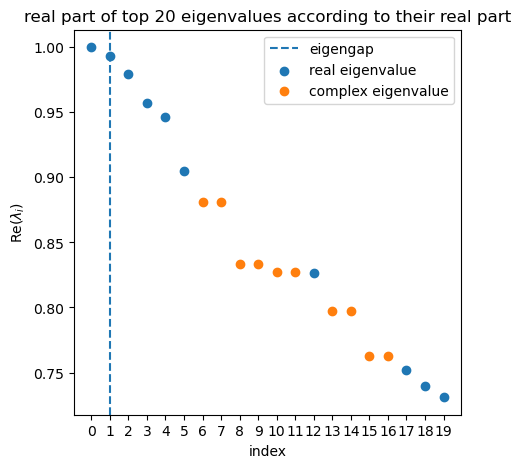 real part of top 20 eigenvalues according to their real part
eigengap
real eigenvalue
complex eigenvalue
1.00
0.95
0.90
0.85
0.80
0.75
Re(λᵢ)
0 1 2 3 4 5 6 7 8 9 10 11 12 13 14 15 16 17 18 19
index